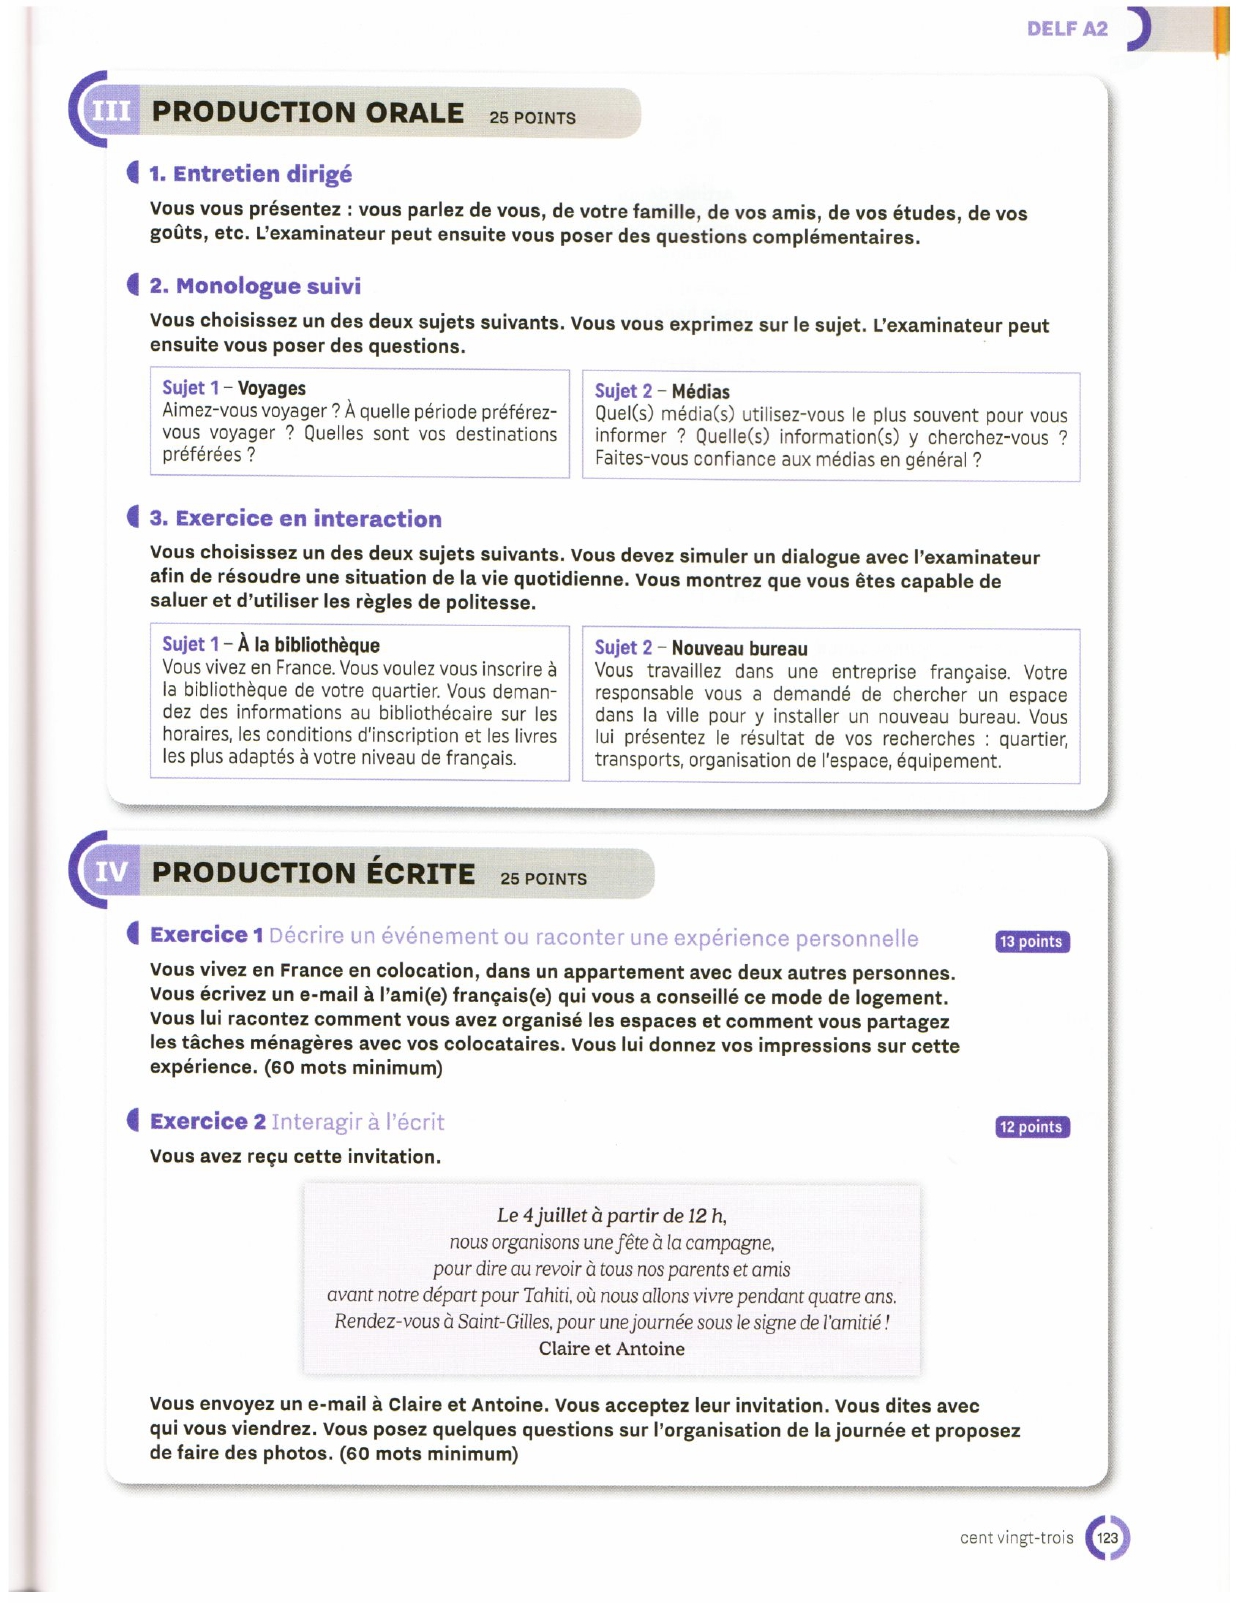 DELF A2
III PRODUCTION ORALE 25 POINTS
1. Entretien dirigé
Vous vous présentez : vous parlez de vous, de votre famille, de vos amis, de vos études, de vos
goûts, etc. L'examinateur peut ensuite vous poser des questions complémentaires.
2. Monologue suivi
Vous choisissez un des deux sujets suivants. Vous vous exprimez sur le sujet. L'examinateur peut
ensuite vous poser des questions.
Sujet 1 – Voyages
Aimez-vous voyager ? À quelle période préférez-
vous voyager ? Quelles sont vos destinations
préférées ?
Sujet 2 – Médias
Quel(s) média(s) utilisez-vous le plus souvent pour vous
informer ? Quelle(s) information(s) y cherchez-vous ?
Faites-vous confiance aux médias en général ?
3. Exercice en interaction
Vous choisissez un des deux sujets suivants. Vous devez simuler un dialogue avec l'examinateur
afin de résoudre une situation de la vie quotidienne. Vous montrez que vous êtes capable de
saluer et d'utiliser les règles de politesse.
Sujet 1 – À la bibliothèque
Vous vivez en France. Vous voulez vous inscrire à
la bibliothèque de votre quartier. Vous deman-
dez des informations au bibliothécaire sur les
horaires, les conditions d'inscription et les livres
les plus adaptés à votre niveau de français.
Sujet 2 – Nouveau bureau
Vous travaillez dans une entreprise française. Votre
responsable vous a demandé de chercher un espace
dans la ville pour y installer un nouveau bureau. Vous
lui présentez le résultat de vos recherches : quartier,
transports, organisation de l'espace, équipement.
IV PRODUCTION ÉCRITE 25 POINTS
Exercice 1 Décrire un événement ou raconter une expérience personnelle 13 points
Vous vivez en France en colocation, dans un appartement avec deux autres personnes.
Vous écrivez un e-mail à l'ami(e) français(e) qui vous a conseillé ce mode de logement.
Vous lui racontez comment vous avez organisé les espaces et comment vous partagez
les tâches ménagères avec vos colocataires. Vous lui donnez vos impressions sur cette
expérience. (60 mots minimum)
Exercice 2 Interagir à l'écrit 12 points
Vous avez reçu cette invitation.
Le 4 juillet à partir de 12 h,
nous organisons une fête à la campagne,
pour dire au revoir à tous nos parents et amis
avant notre départ pour Tahiti, où nous allons vivre pendant quatre ans.
Rendez-vous à Saint-Gilles, pour une journée sous le signe de l'amitié !
Claire et Antoine
Vous envoyez un e-mail à Claire et Antoine. Vous acceptez leur invitation. Vous dites avec
qui vous viendrez. Vous posez quelques questions sur l'organisation de la journée et proposez
de faire des photos. (60 mots minimum)
cent vingt-trois 123